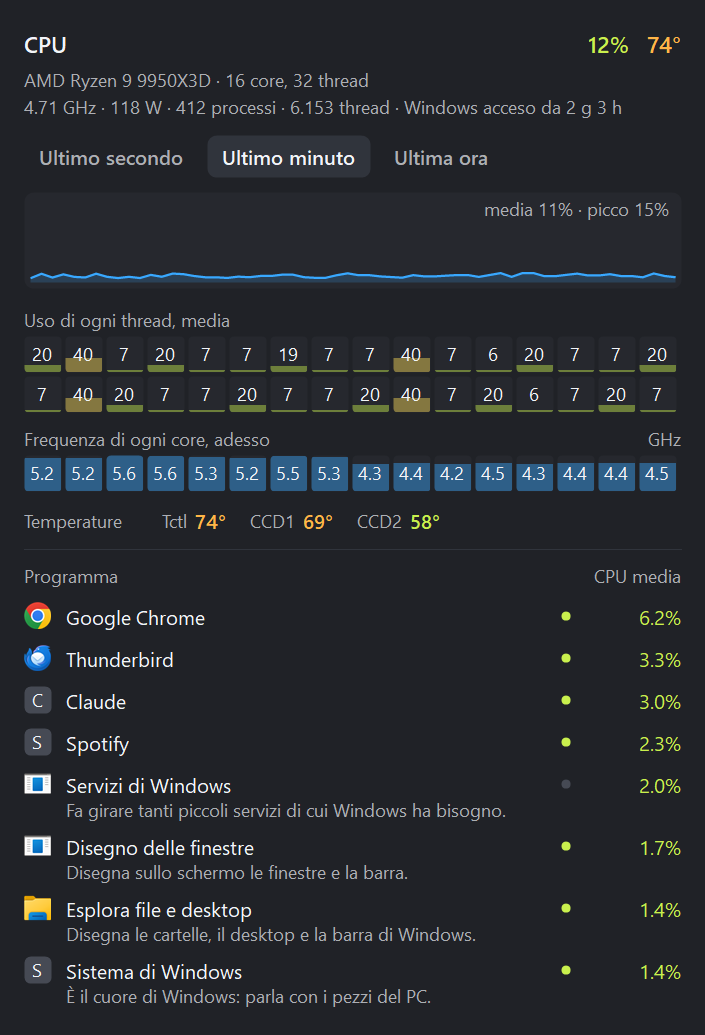 CPU 12% 74°
AMD Ryzen 9 9950X3D · 16 core, 32 thread
4.71 GHz · 118 W · 412 processi · 6.153 thread · Windows acceso da 2 g 3 h
Ultimo secondo Ultimo minuto Ultima ora
media 11% · picco 15%
Uso di ogni thread, media
20 40 7 20 7 7 19 7 7 40 7 6 20 7 7 20
7 40 20 7 7 20 7 7 20 40 7 20 6 7 20 7
Frequenza di ogni core, adesso GHz
5.2 5.2 5.6 5.6 5.3 5.2 5.5 5.3 4.3 4.4 4.2 4.5 4.3 4.4 4.4 4.5
Temperature Tctl 74° CCD1 69° CCD2 58°
Programma CPU media
Google Chrome 6.2%
Thunderbird 3.3%
C Claude 3.0%
S Spotify 2.3%
Servizi di Windows 2.0%
Fa girare tanti piccoli servizi di cui Windows ha bisogno.
Disegno delle finestre 1.7%
Disegna sullo schermo le finestre e la barra.
Esplora file e desktop 1.4%
Disegna le cartelle, il desktop e la barra di Windows.
S Sistema di Windows 1.4%
È il cuore di Windows: parla con i pezzi del PC.